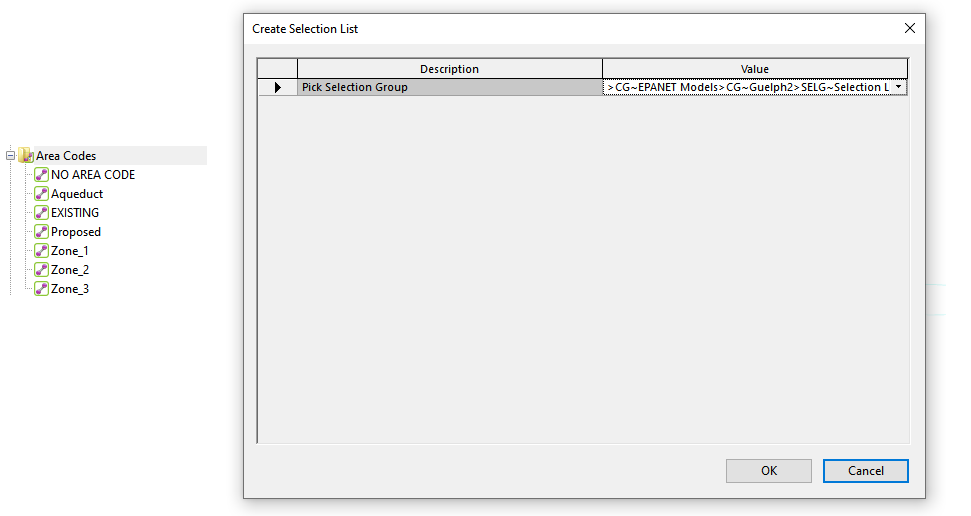 Create Selection List
Description Value
Pick Selection Group >CG~EPANET Models>CG~Guelph2>SELG~Selection L
Area Codes
NO AREA CODE
Aqueduct
EXISTING
Proposed
Zone_1
Zone_2
Zone_3
OK Cancel